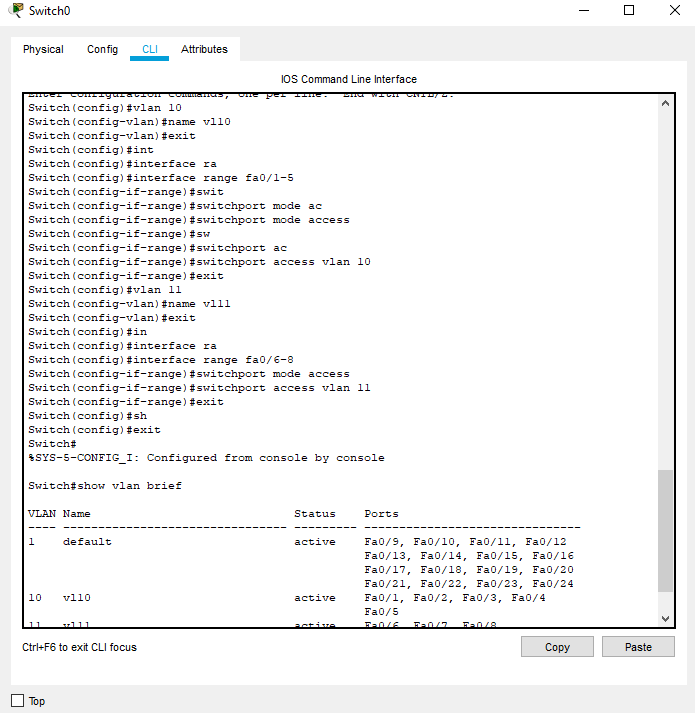 Switch0
Physical Config CLI Attributes
IOS Command Line Interface
Enter configuration commands, one per line. End with CNTL/Z.
Switch(config)#vlan 10
Switch(config-vlan)#name vl10
Switch(config-vlan)#exit
Switch(config)#int
Switch(config)#interface ra
Switch(config)#interface range fa0/1-5
Switch(config-if-range)#swit
Switch(config-if-range)#switchport mode ac
Switch(config-if-range)#switchport mode access
Switch(config-if-range)#sw
Switch(config-if-range)#switchport ac
Switch(config-if-range)#switchport access vlan 10
Switch(config-if-range)#exit
Switch(config)#vlan 11
Switch(config-vlan)#name vl11
Switch(config-vlan)#exit
Switch(config)#in
Switch(config)#interface ra
Switch(config)#interface range fa0/6-8
Switch(config-if-range)#switchport mode access
Switch(config-if-range)#switchport access vlan 11
Switch(config-if-range)#exit
Switch(config)#sh
Switch(config)#exit
Switch#
%SYS-5-CONFIG_I: Configured from console by console
Switch#show vlan brief
VLAN Name Status Ports
---- -------------------------------- --------- -------------------------------
1 default active Fa0/9, Fa0/10, Fa0/11, Fa0/12
Fa0/13, Fa0/14, Fa0/15, Fa0/16
Fa0/17, Fa0/18, Fa0/19, Fa0/20
Fa0/21, Fa0/22, Fa0/23, Fa0/24
10 vl10 active Fa0/1, Fa0/2, Fa0/3, Fa0/4
Fa0/5
11 vl11 active Fa0/6, Fa0/7, Fa0/8
Ctrl+F6 to exit CLI focus
Copy Paste
Top